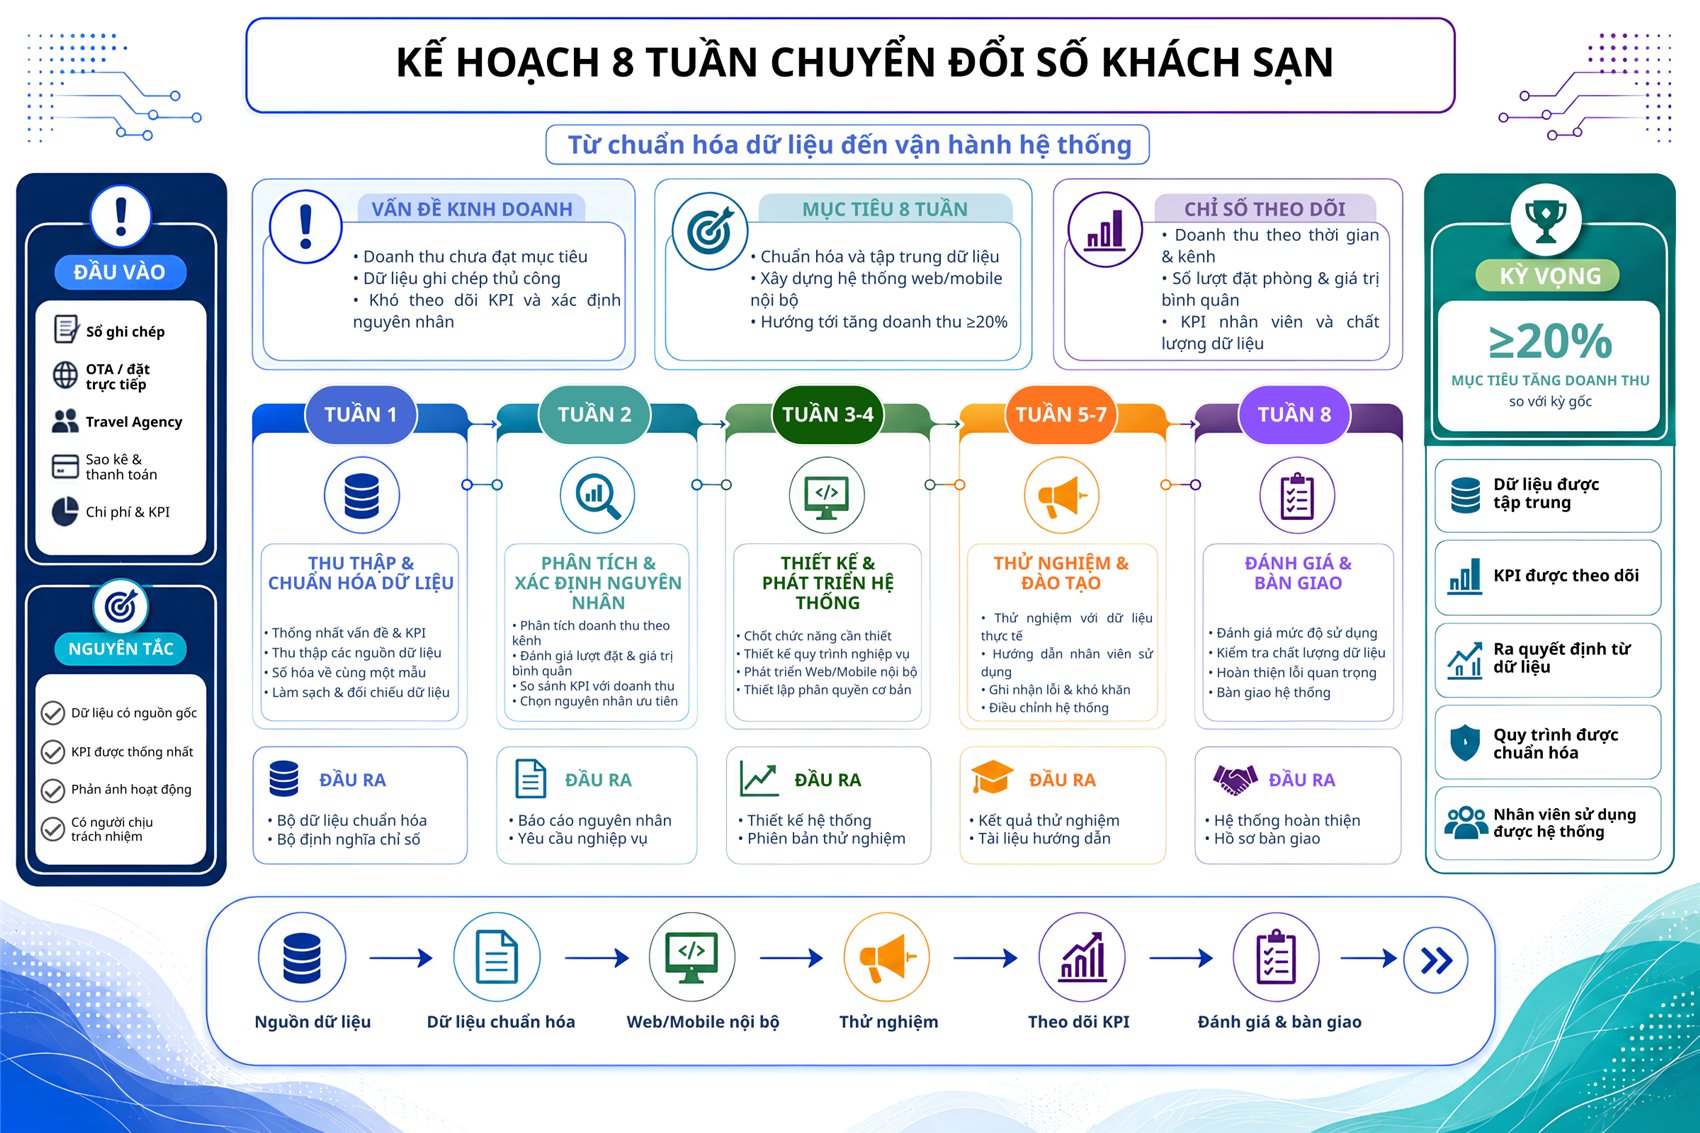 KẾ HOẠCH 8 TUẦN CHUYỂN ĐỔI SỐ KHÁCH SẠN
Từ chuẩn hóa dữ liệu đến vận hành hệ thống
ĐẦU VÀO
Sổ ghi chép
OTA / đặt
trực tiếp
Travel Agency
Sao kê &
thanh toán
Chi phí & KPI
NGUYÊN TẮC
Dữ liệu có nguồn gốc
KPI được thống nhất
Phản ánh hoạt động
Có người chịu
trách nhiệm
VẤN ĐỀ KINH DOANH
• Doanh thu chưa đạt mục tiêu
• Dữ liệu ghi chép thủ công
• Khó theo dõi KPI và xác định
nguyên nhân
MỤC TIÊU 8 TUẦN
• Chuẩn hóa và tập trung dữ liệu
• Xây dựng hệ thống web/mobile
nội bộ
• Hướng tới tăng doanh thu ≥20%
CHỈ SỐ THEO DÕI
• Doanh thu theo thời gian
& kênh
• Số lượt đặt phòng & giá trị
bình quân
• KPI nhân viên và chất
lượng dữ liệu
TUẦN 1
THU THẬP &
CHUẨN HÓA DỮ LIỆU
• Thống nhất vấn đề & KPI
• Thu thập các nguồn dữ liệu
• Số hóa về cùng một mẫu
• Làm sạch & đối chiếu dữ liệu
ĐẦU RA
• Bộ dữ liệu chuẩn hóa
• Bộ định nghĩa chỉ số
TUẦN 2
PHÂN TÍCH &
XÁC ĐỊNH NGUYÊN
NHÂN
• Phân tích doanh thu theo
kênh
• Đánh giá lượt đặt & giá trị
bình quân
• So sánh KPI với doanh thu
• Chọn nguyên nhân ưu tiên
ĐẦU RA
• Báo cáo nguyên nhân
• Yêu cầu nghiệp vụ
TUẦN 3-4
THIẾT KẾ &
PHÁT TRIỂN HỆ
THỐNG
• Chốt chức năng cần thiết
• Thiết kế quy trình nghiệp vụ
• Phát triển Web/Mobile nội bộ
• Thiết lập phân quyền cơ bản
ĐẦU RA
• Thiết kế hệ thống
• Phiên bản thử nghiệm
TUẦN 5-7
THỬ NGHIỆM &
ĐÀO TẠO
• Thử nghiệm với dữ liệu
thực tế
• Hướng dẫn nhân viên sử
dụng
• Ghi nhận lỗi & khó khăn
• Điều chỉnh hệ thống
ĐẦU RA
• Kết quả thử nghiệm
• Tài liệu hướng dẫn
TUẦN 8
ĐÁNH GIÁ &
BÀN GIAO
• Đánh giá mức độ sử dụng
• Kiểm tra chất lượng dữ liệu
• Hoàn thiện lỗi quan trọng
• Bàn giao hệ thống
ĐẦU RA
• Hệ thống hoàn thiện
• Hồ sơ bàn giao
KỲ VỌNG
≥20%
MỤC TIÊU TĂNG DOANH THU
so với kỳ gốc
Dữ liệu được
tập trung
KPI được theo dõi
Ra quyết định từ
dữ liệu
Quy trình được
chuẩn hóa
Nhân viên sử dụng
được hệ thống
Nguồn dữ liệu
Dữ liệu chuẩn hóa
Web/Mobile nội bộ
Thử nghiệm
Theo dõi KPI
Đánh giá & bàn giao